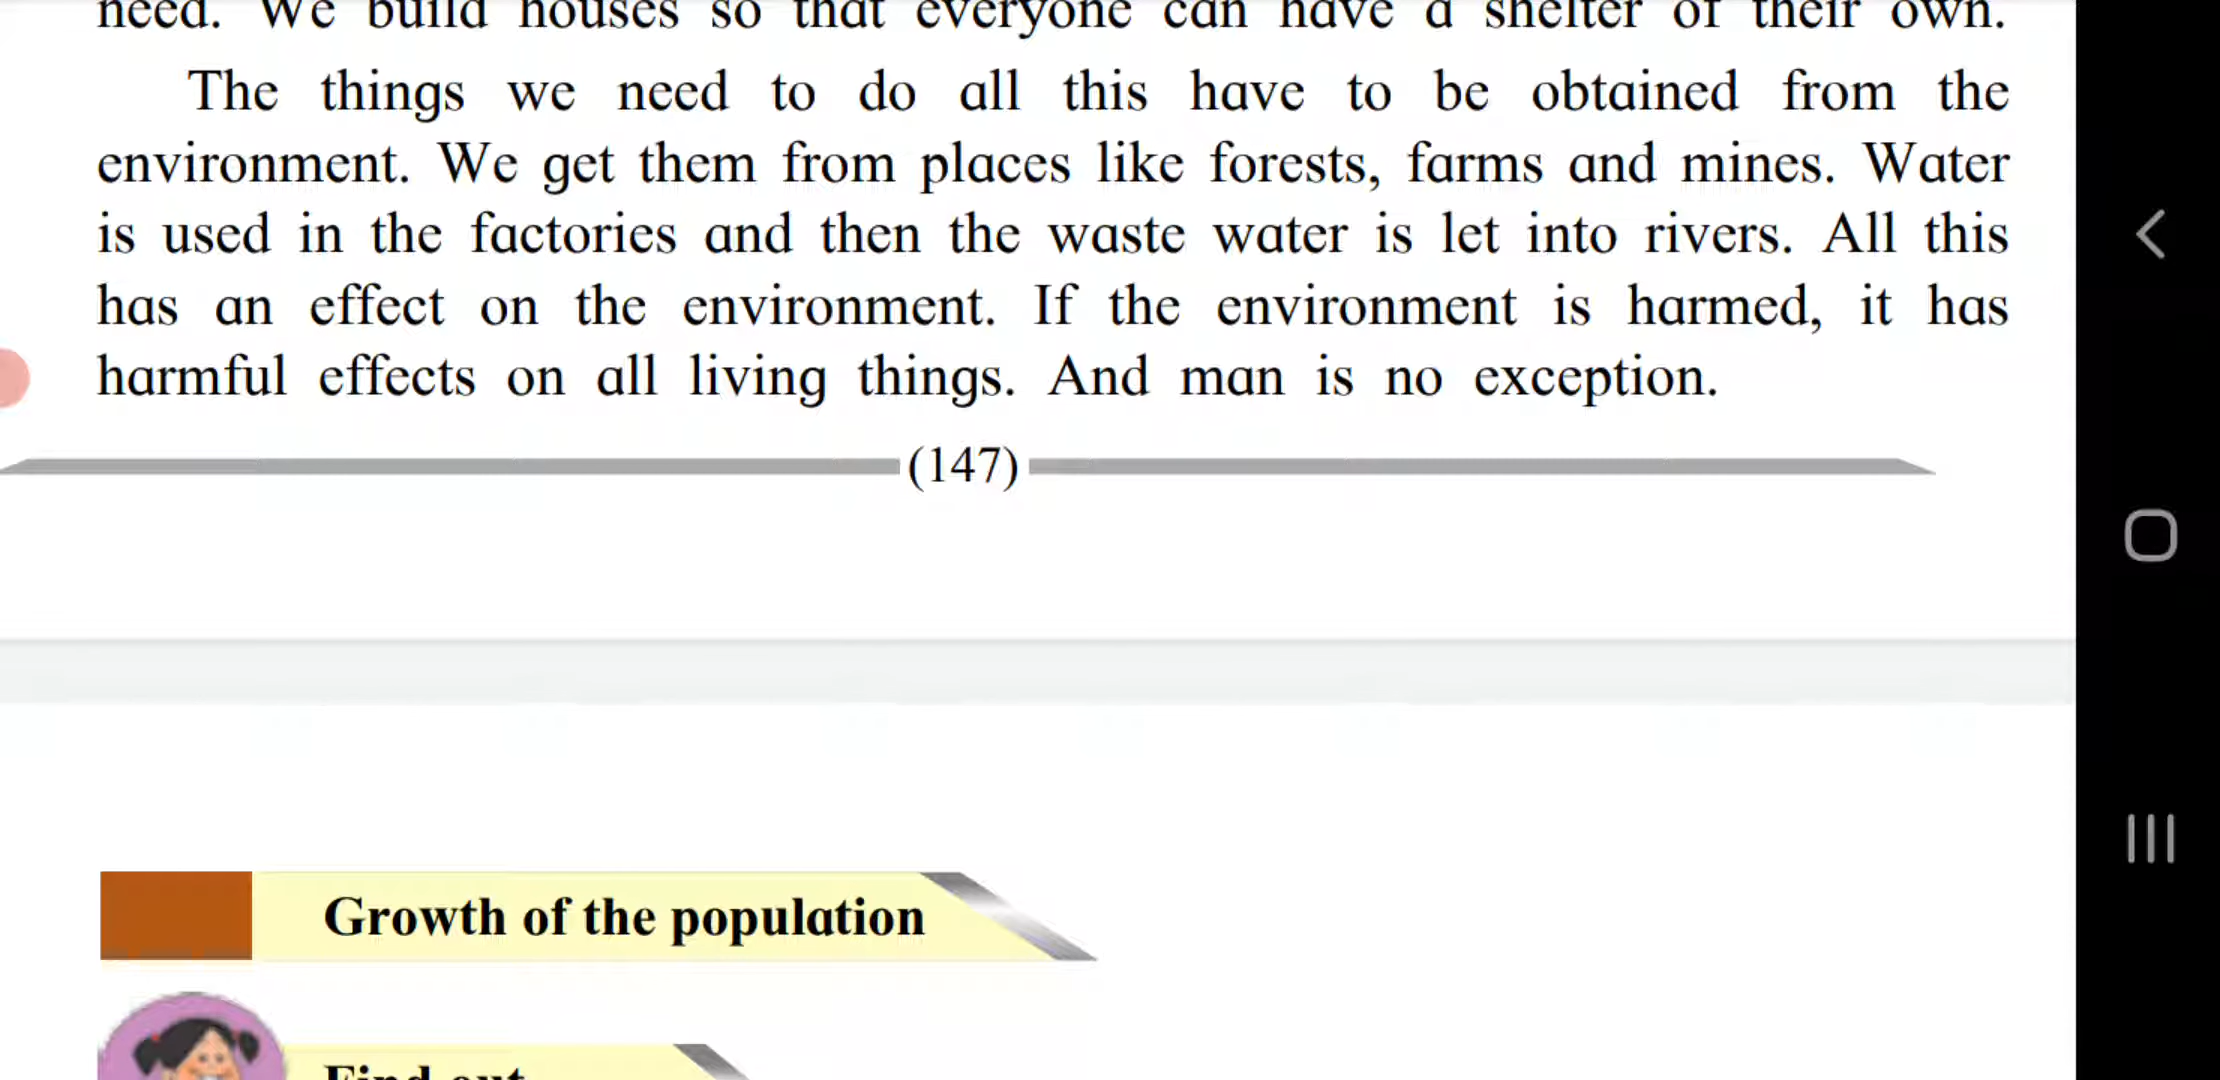 need. We build houses so that everyone can have a shelter of their own.
The things we need to do all this have to be obtained from the
environment. We get them from places like forests, farms and mines. Water
is used in the factories and then the waste water is let into rivers. All this
has an effect on the environment. If the environment is harmed, it has
harmful effects on all living things. And man is no exception.
(147)
Growth of the population
Find out